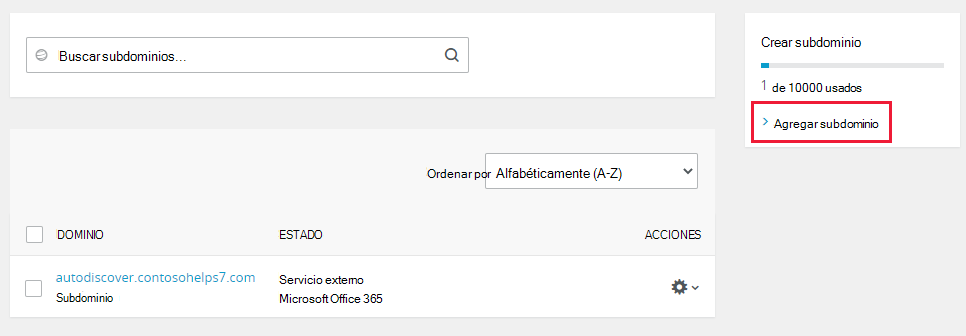 Buscar subdominios...
Crear subdominio
1 de 10000 usados
Agregar subdominio
Ordenar por Alfabéticamente (A-Z)
DOMINIO ESTADO ACCIONES
autodiscover.contosohelps7.com Servicio externo
Subdominio Microsoft Office 365